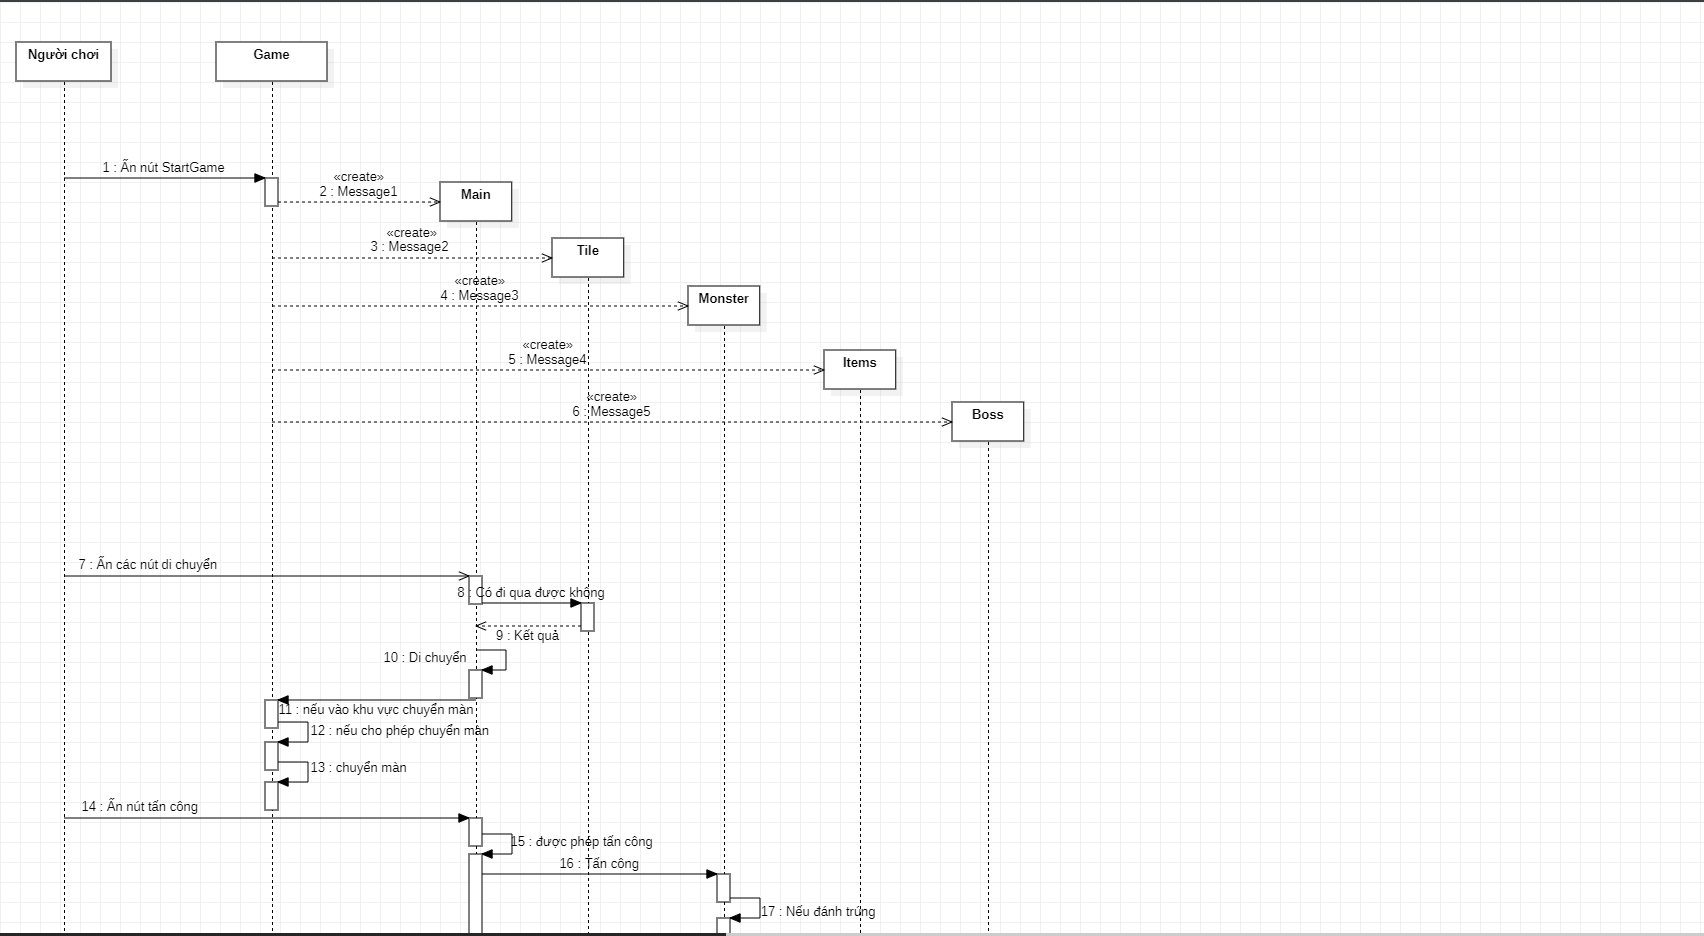 Người chơi
Game
1 : Ấn nút StartGame
«create»
2 : Message1
Main
«create»
3 : Message2
Tile
«create»
4 : Message3
Monster
«create»
5 : Message4
Items
«create»
6 : Message5
Boss
7 : Ấn các nút di chuyển
8 : Có đi qua được không
9 : Kết quả
10 : Di chuyển
11 : nếu vào khu vực chuyển màn
12 : nếu cho phép chuyển màn
13 : chuyển màn
14 : Ấn nút tấn công
15 : được phép tấn công
16 : Tấn công
17 : Nếu đánh trúng